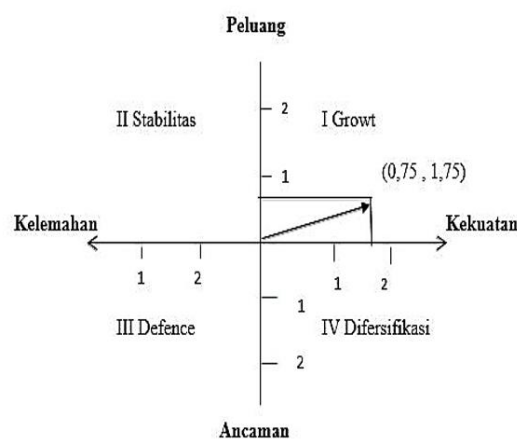 Peluang
2
II Stabilitas
I Growt
1
(0,75 , 1,75)
Kelemahan
Kekuatan
1
2
1
2
1
III Defence
IV Difersifikasi
2
Ancaman